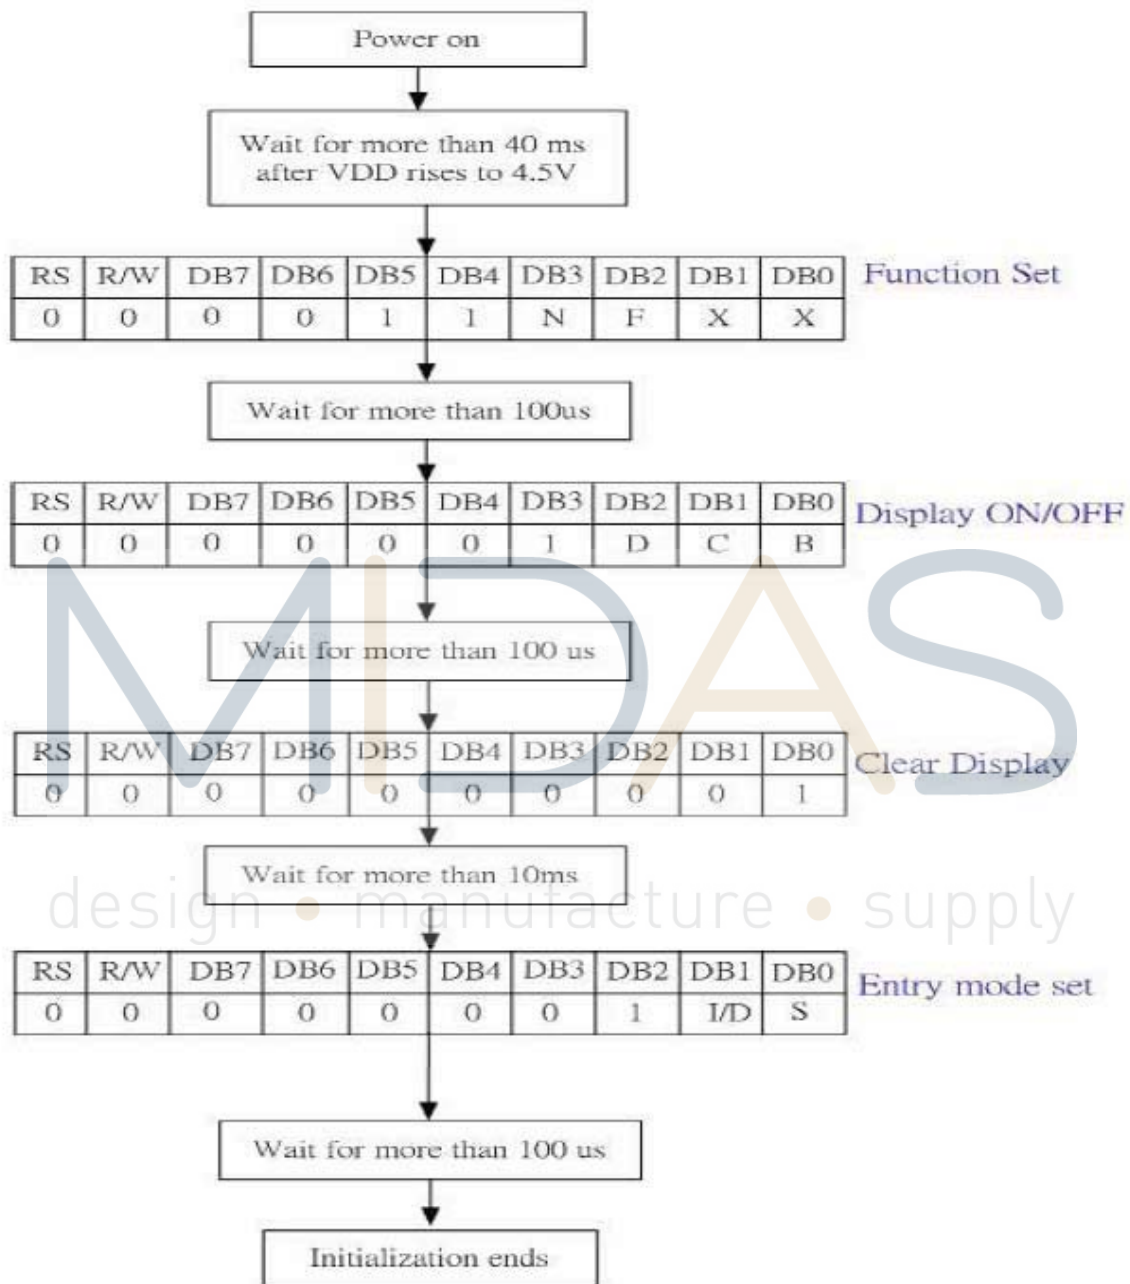 Power on
Wait for more than 40 ms
after VDD rises to 4.5V
RS R/W DB7 DB6 DB5 DB4 DB3 DB2 DB1 DB0 Function Set
0 0 0 0 1 1 N F X X
Wait for more than 100us
RS R/W DB7 DB6 DB5 DB4 DB3 DB2 DB1 DB0 Display ON/OFF
0 0 0 0 0 0 1 D C B
MIDAS
Wait for more than 100 us
RS R/W DB7 DB6 DB5 DB4 DB3 DB2 DB1 DB0 Clear Display
0 0 0 0 0 0 0 0 0 1
Wait for more than 10ms
design • manufacture • supply
RS R/W DB7 DB6 DB5 DB4 DB3 DB2 DB1 DB0 Entry mode set
0 0 0 0 0 0 0 1 I/D S
Wait for more than 100 us
Initialization ends